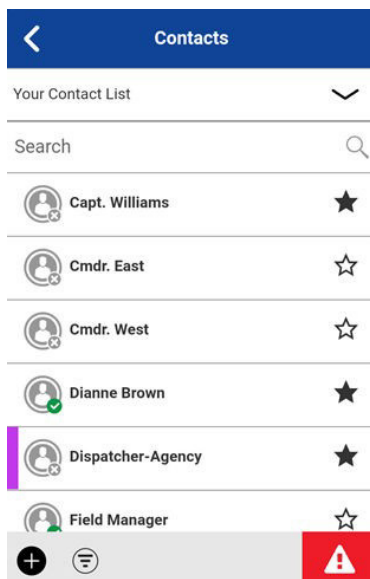 Contacts
Your Contact List
Search
Capt. Williams
Cmdr. East
Cmdr. West
Dianne Brown
Dispatcher-Agency
Field Manager